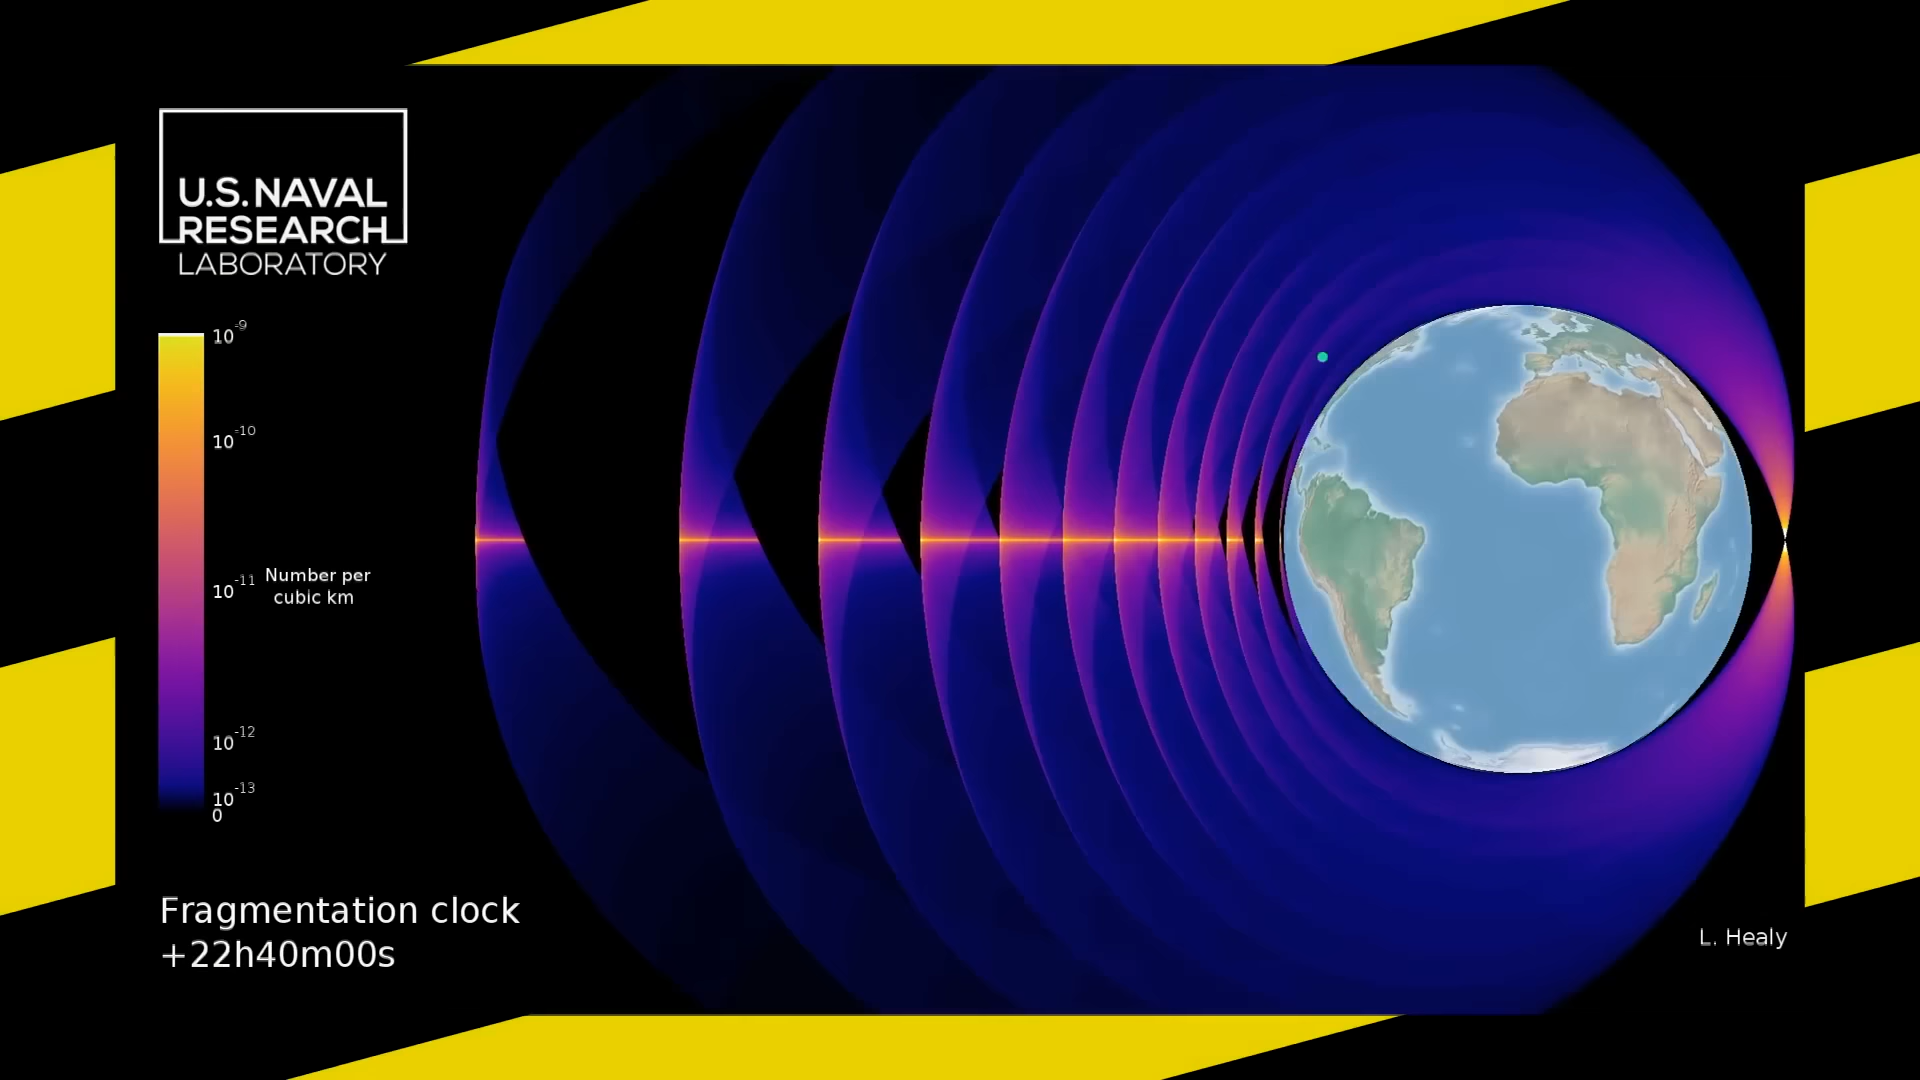 U.S. NAVAL
RESEARCH
LABORATORY
10⁻⁹
10⁻¹⁰
10⁻¹¹
Number per
cubic km
10⁻¹²
10⁻¹³
0
Fragmentation clock
+22h40m00s
L. Healy